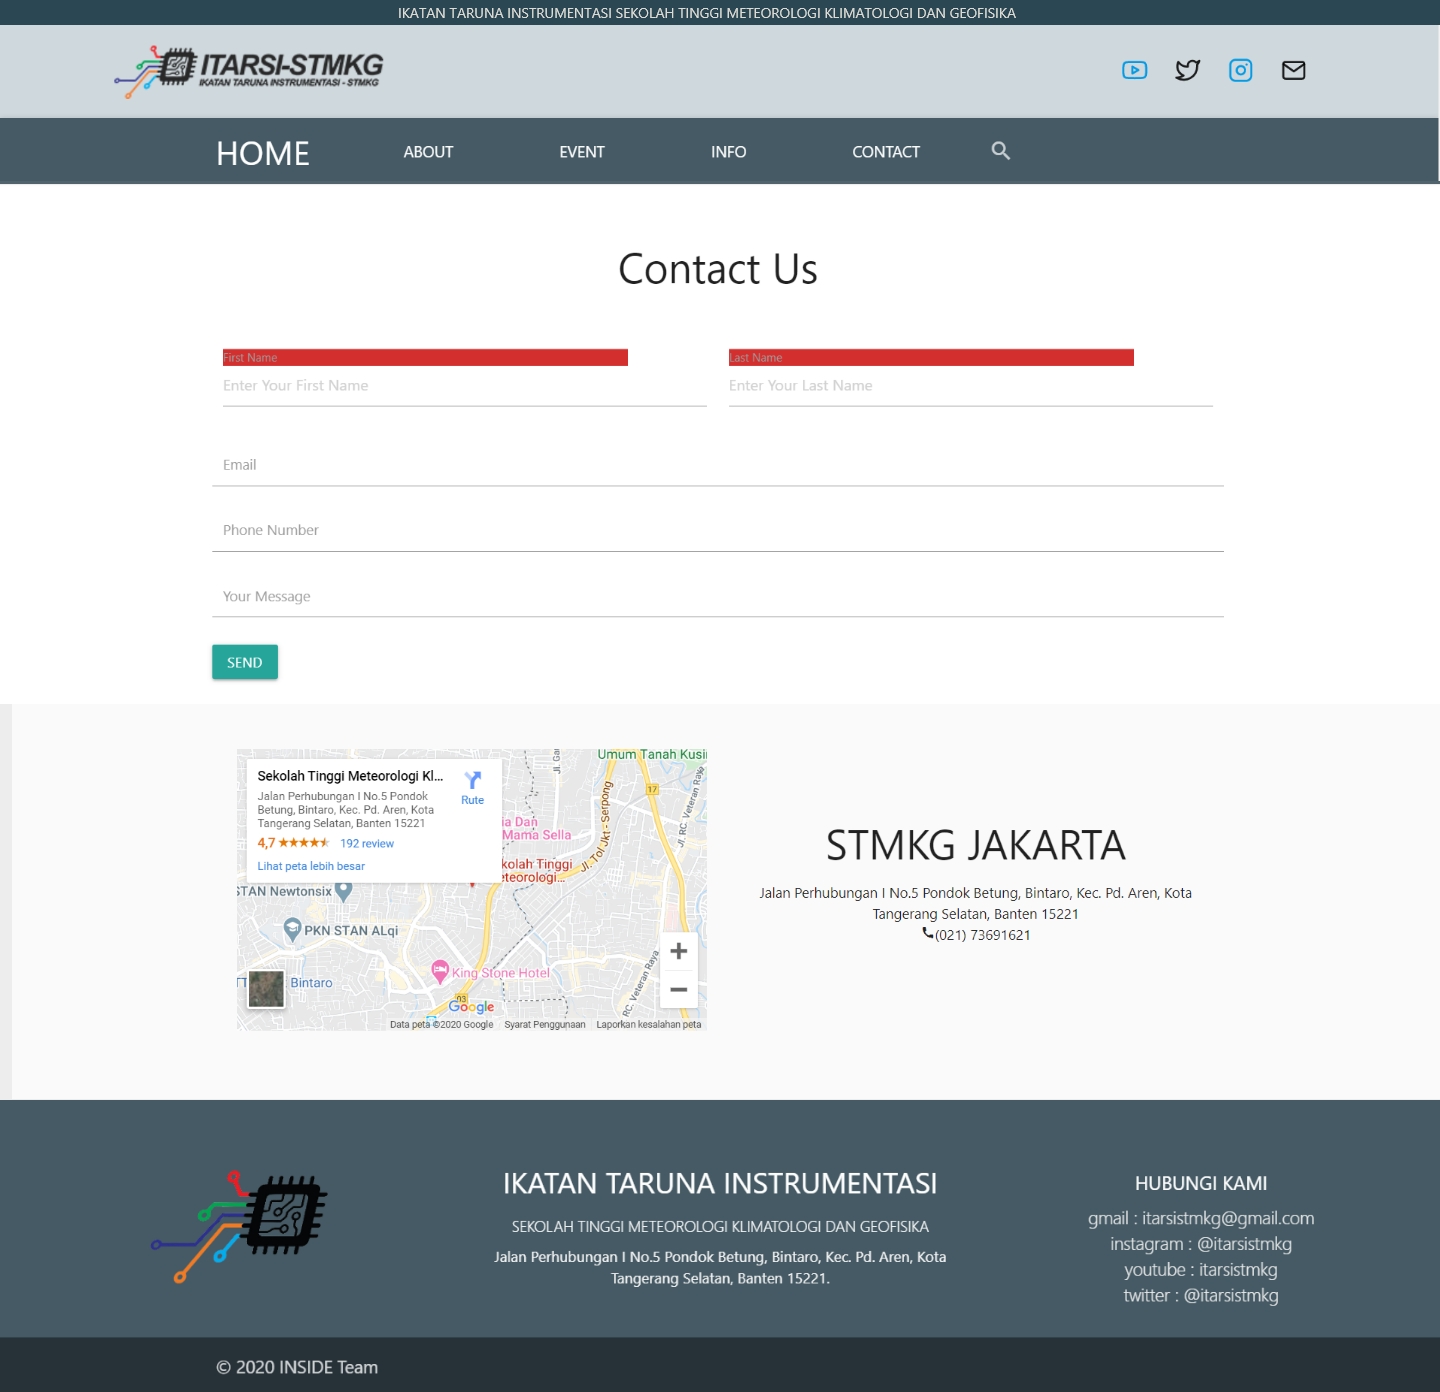 IKATAN TARUNA INSTRUMENTASI SEKOLAH TINGGI METEOROLOGI KLIMATOLOGI DAN GEOFISIKA
ITARSI-STMKG
IKATAN TARUNA INSTRUMENTASI - STMKG
HOME ABOUT EVENT INFO CONTACT
Contact Us
First Name Last Name
Enter Your First Name Enter Your Last Name
Email
Phone Number
Your Message
SEND
Umum Tanah Kusi
Sekolah Tinggi Meteorologi Kl...
Rute
Jalan Perhubungan I No.5 Pondok
Betung, Bintaro, Kec. Pd. Aren, Kota
Tangerang Selatan, Banten 15221
4,7 192 review
Lihat peta lebih besar
17
Jl. RC. Veteran Raya
Jl. Tol Jkt - Serpong
ia Dan
Mama Sella
kolah Tinggi
eteorologi...
STAN Newtonsix
PKN STAN ALqi
King Stone Hotel
Bintaro
03
RC. Veteran Raya
Google
Data peta ©2020 Google Syarat Penggunaan Laporkan kesalahan peta
STMKG JAKARTA
Jalan Perhubungan I No.5 Pondok Betung, Bintaro, Kec. Pd. Aren, Kota
Tangerang Selatan, Banten 15221
(021) 73691621
IKATAN TARUNA INSTRUMENTASI
SEKOLAH TINGGI METEOROLOGI KLIMATOLOGI DAN GEOFISIKA
Jalan Perhubungan I No.5 Pondok Betung, Bintaro, Kec. Pd. Aren, Kota
Tangerang Selatan, Banten 15221.
HUBUNGI KAMI
gmail : itarsistmkg@gmail.com
instagram : @itarsistmkg
youtube : itarsistmkg
twitter : @itarsistmkg
© 2020 INSIDE Team